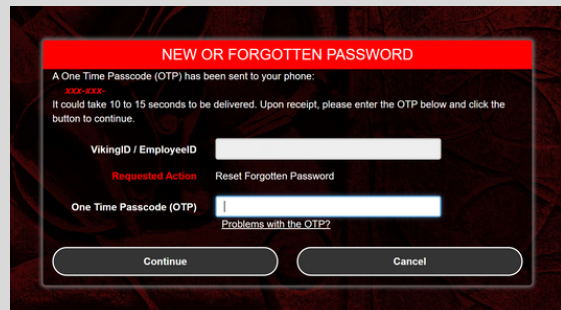 NEW OR FORGOTTEN PASSWORD
A One Time Passcode (OTP) has been sent to your phone:
xxx-xxx-
It could take 10 to 15 seconds to be delivered. Upon receipt, please enter the OTP below and click the
button to continue.
VikingID / EmployeeID
Requested Action Reset Forgotten Password
One Time Passcode (OTP)
Problems with the OTP?
Continue Cancel